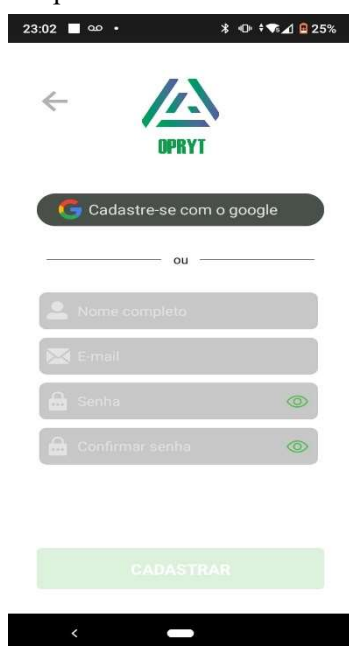 23:02 25%
OPRYT
Cadastre-se com o google
ou
Nome completo
E-mail
Senha
Confirmar senha
CADASTRAR